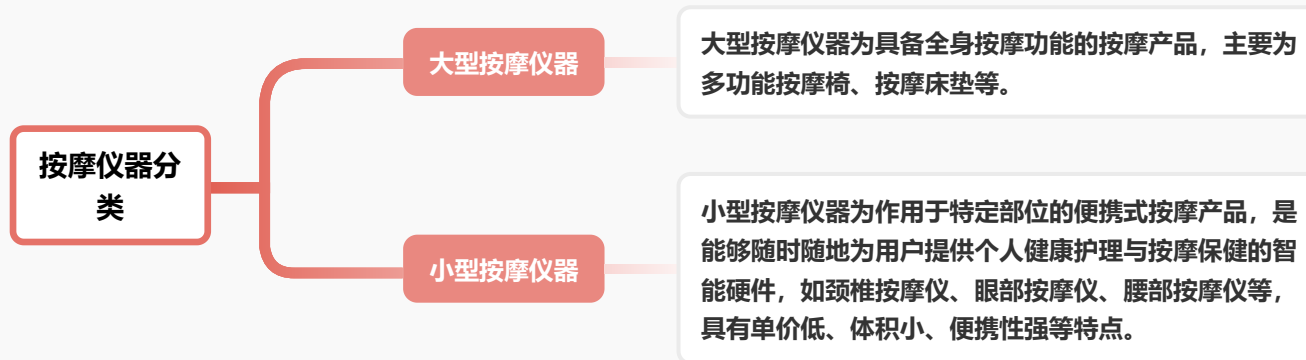 按摩仪器分
类
大型按摩仪器
大型按摩仪器为具备全身按摩功能的按摩产品，主要为
多功能按摩椅、按摩床垫等。
小型按摩仪器
小型按摩仪器为作用于特定部位的便携式按摩产品，是
能够随时随地为用户提供个人健康护理与按摩保健的智
能硬件，如颈椎按摩仪、眼部按摩仪、腰部按摩仪等，
具有单价低、体积小、便携性强等特点。